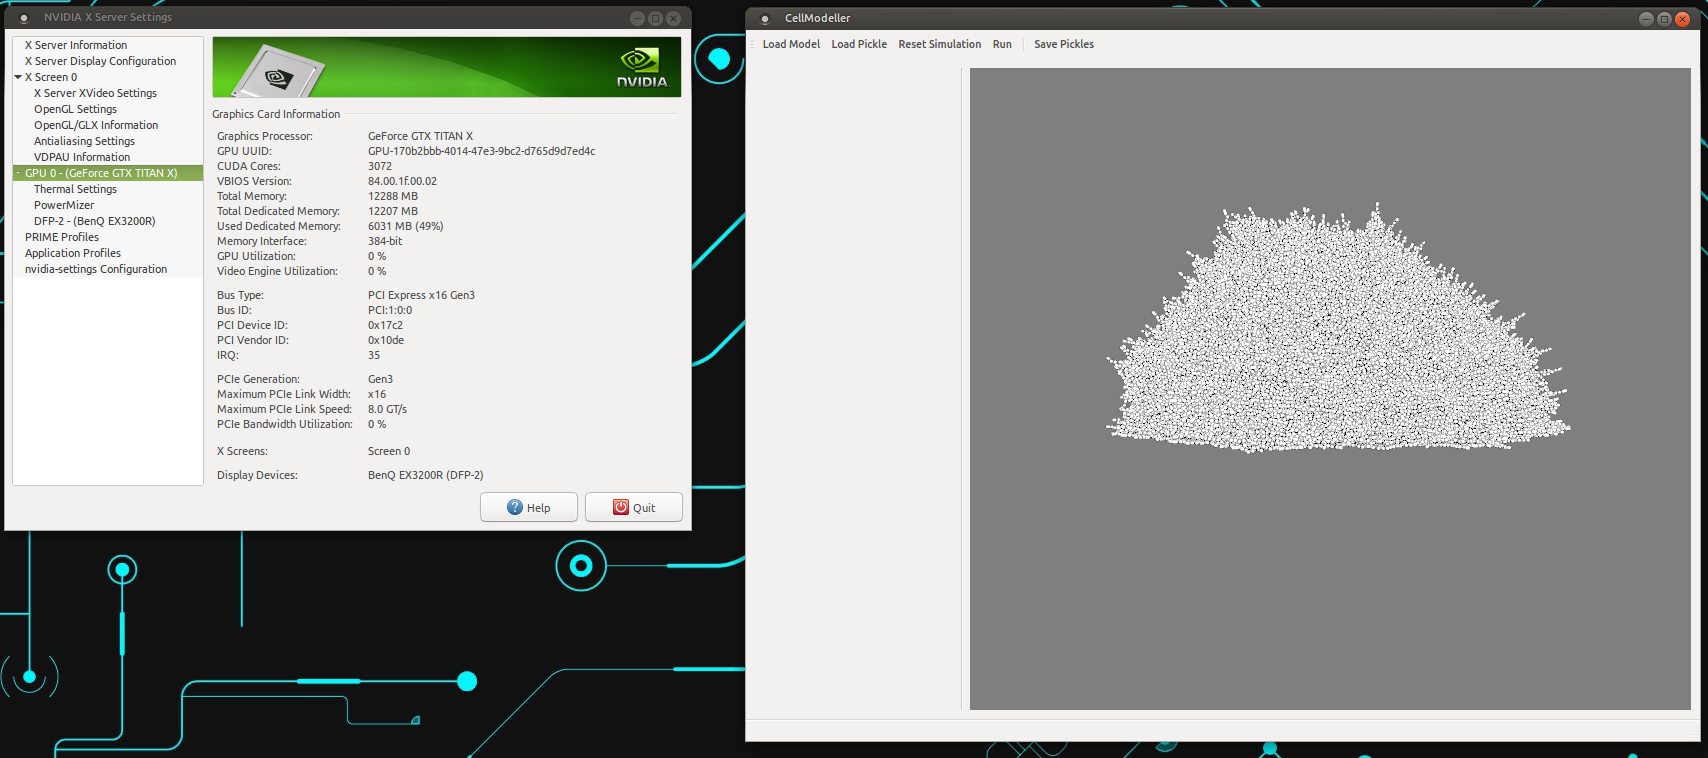 NVIDIA X Server Settings
X Server Information
X Server Display Configuration
X Screen 0
X Server XVideo Settings
OpenGL Settings
OpenGL/GLX Information
Antialiasing Settings
VDPAU Information
GPU 0 - (GeForce GTX TITAN X)
Thermal Settings
PowerMizer
DFP-2 - (BenQ EX3200R)
PRIME Profiles
Application Profiles
nvidia-settings Configuration
NVIDIA.
Graphics Card Information
Graphics Processor: GeForce GTX TITAN X
GPU UUID: GPU-170b2bbb-4014-47e3-9bc2-d765d9d7ed4c
CUDA Cores: 3072
VBIOS Version: 84.00.1f.00.02
Total Memory: 12288 MB
Total Dedicated Memory: 12207 MB
Used Dedicated Memory: 6031 MB (49%)
Memory Interface: 384-bit
GPU Utilization: 0 %
Video Engine Utilization: 0 %
Bus Type: PCI Express x16 Gen3
Bus ID: PCI:1:0:0
PCI Device ID: 0x17c2
PCI Vendor ID: 0x10de
IRQ: 35
PCIe Generation: Gen3
Maximum PCIe Link Width: x16
Maximum PCIe Link Speed: 8.0 GT/s
PCIe Bandwidth Utilization: 0 %
X Screens: Screen 0
Display Devices: BenQ EX3200R (DFP-2)
Help Quit
CellModeller
Load Model Load Pickle Reset Simulation Run Save Pickles